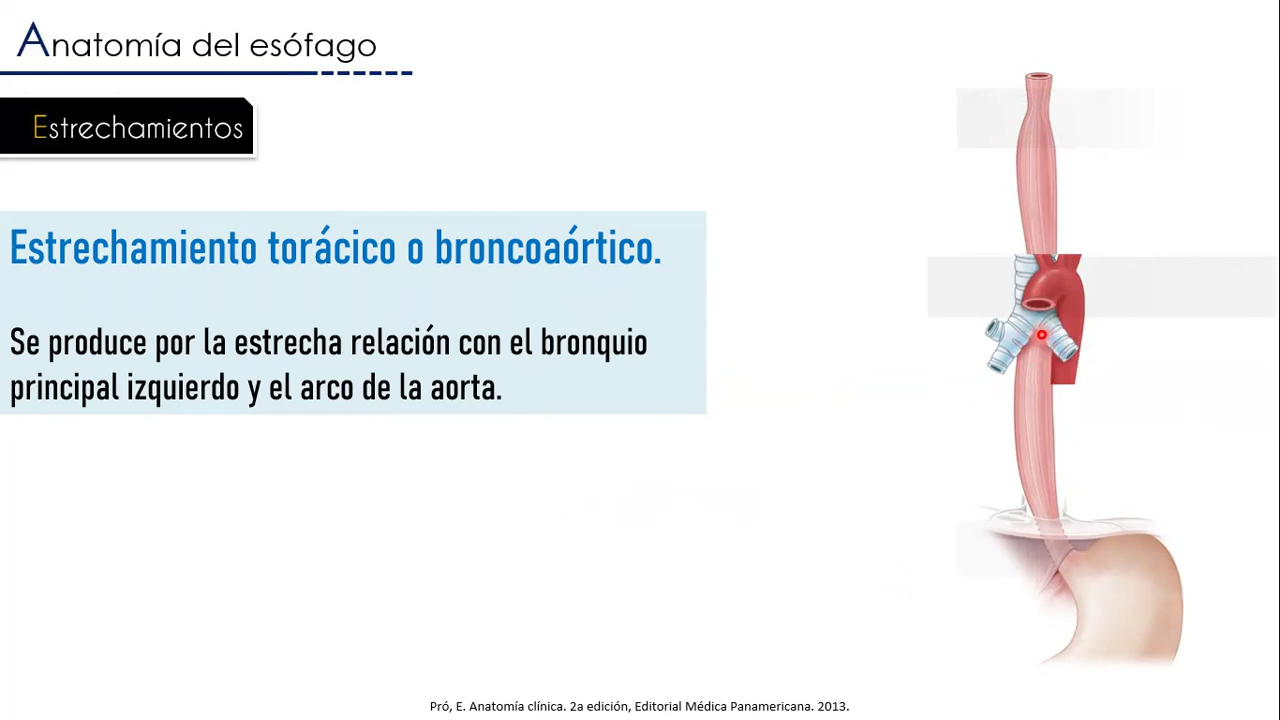 Anatomía del esófago
Estrechamientos
Estrechamiento torácico o broncoaórtico.
Se produce por la estrecha relación con el bronquio
principal izquierdo y el arco de la aorta.
Pró, E. Anatomía clínica. 2a edición, Editorial Médica Panamericana. 2013.